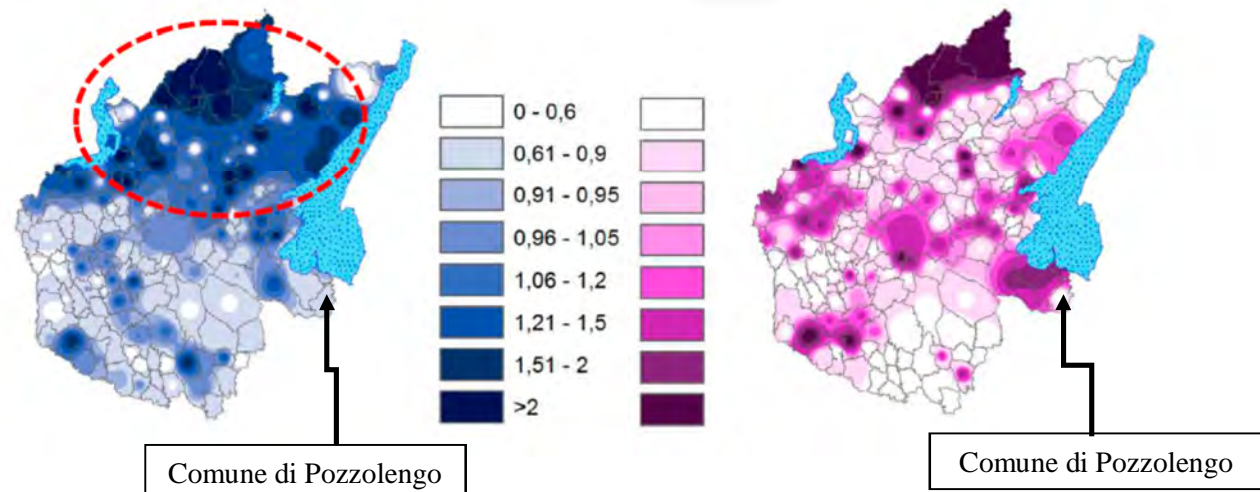 0 - 0,6
0,61 - 0,9
0,91 - 0,95
0,96 - 1,05
1,06 - 1,2
1,21 - 1,5
1,51 - 2
>2
Comune di Pozzolengo
Comune di Pozzolengo